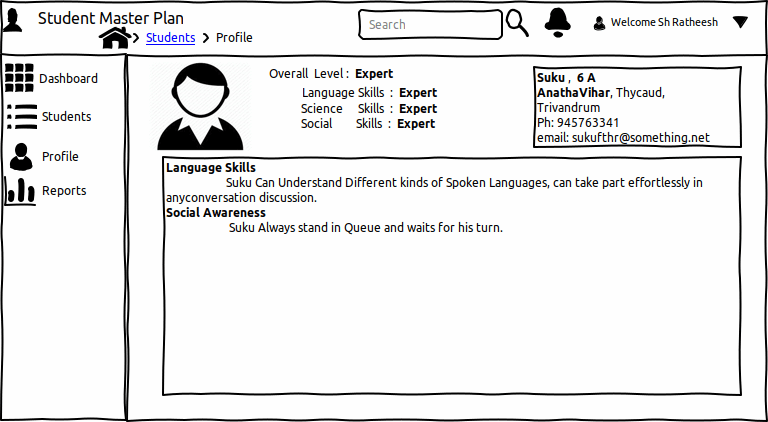 Student Master Plan
Search
Welcome Sh Ratheesh
Students
Profile
Dashboard
Students
Profile
Reports
Overall Level : Expert
Language Skills : Expert
Science Skills : Expert
Social Skills : Expert
Suku , 6 A
AnathaVihar, Thycaud,
Trivandrum
Ph: 945763341
email: sukufthr@something.net
Language Skills
Suku Can Understand Different kinds of Spoken Languages, can take part effortlessly in
anyconversation discussion.
Social Awareness
Suku Always stand in Queue and waits for his turn.